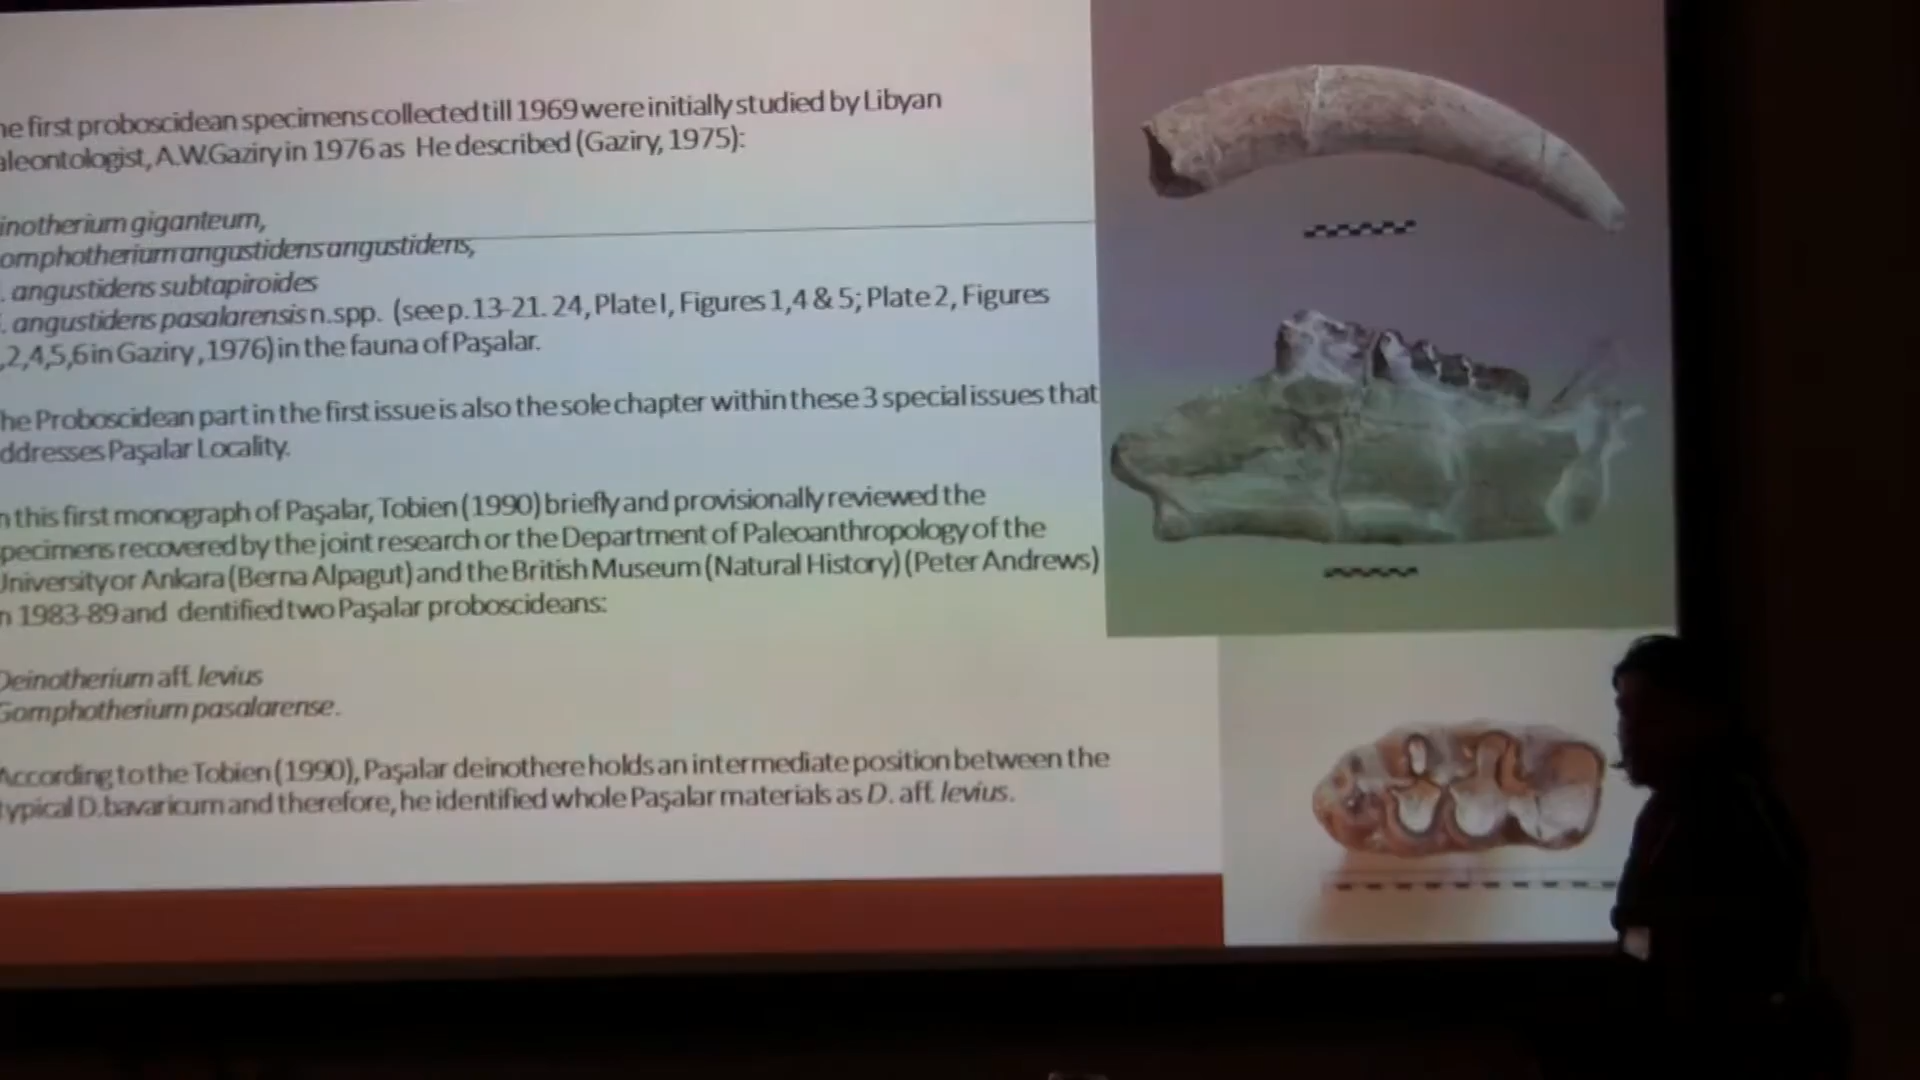 he first proboscidean specimens collected till 1969 were initially studied by Libyan
aleontologist, A.W.Gaziry in 1976 as He described (Gaziry, 1975):
inotherium giganteum,
omphotherium angustidens angustidens,
. angustidens subtapiroides
. angustidens pasalarensis n.spp. (see p. 13-21. 24, Plate I, Figures 1,4 & 5; Plate 2, Figures
,2,4,5,6 in Gaziry , 1976) in the fauna of Paşalar.
he Proboscidean part in the first issue is also the sole chapter within these 3 special issues that
ddresses Paşalar Locality.
n this first monograph of Paşalar, Tobien (1990) briefly and provisionally reviewed the
pecimens recovered by the joint research or the Department of Paleoanthropology of the
University or Ankara (Berna Alpagut) and the British Museum (Natural History) (Peter Andrews)
n 1983-89 and dentified two Paşalar proboscideans:
Deinotherium aff. levius
Gomphotherium pasalarense.
According to the Tobien (1990), Paşalar deinothere holds an intermediate position between the
typical D.bavaricum and therefore, he identified whole Paşalar materials as D. aff. levius.